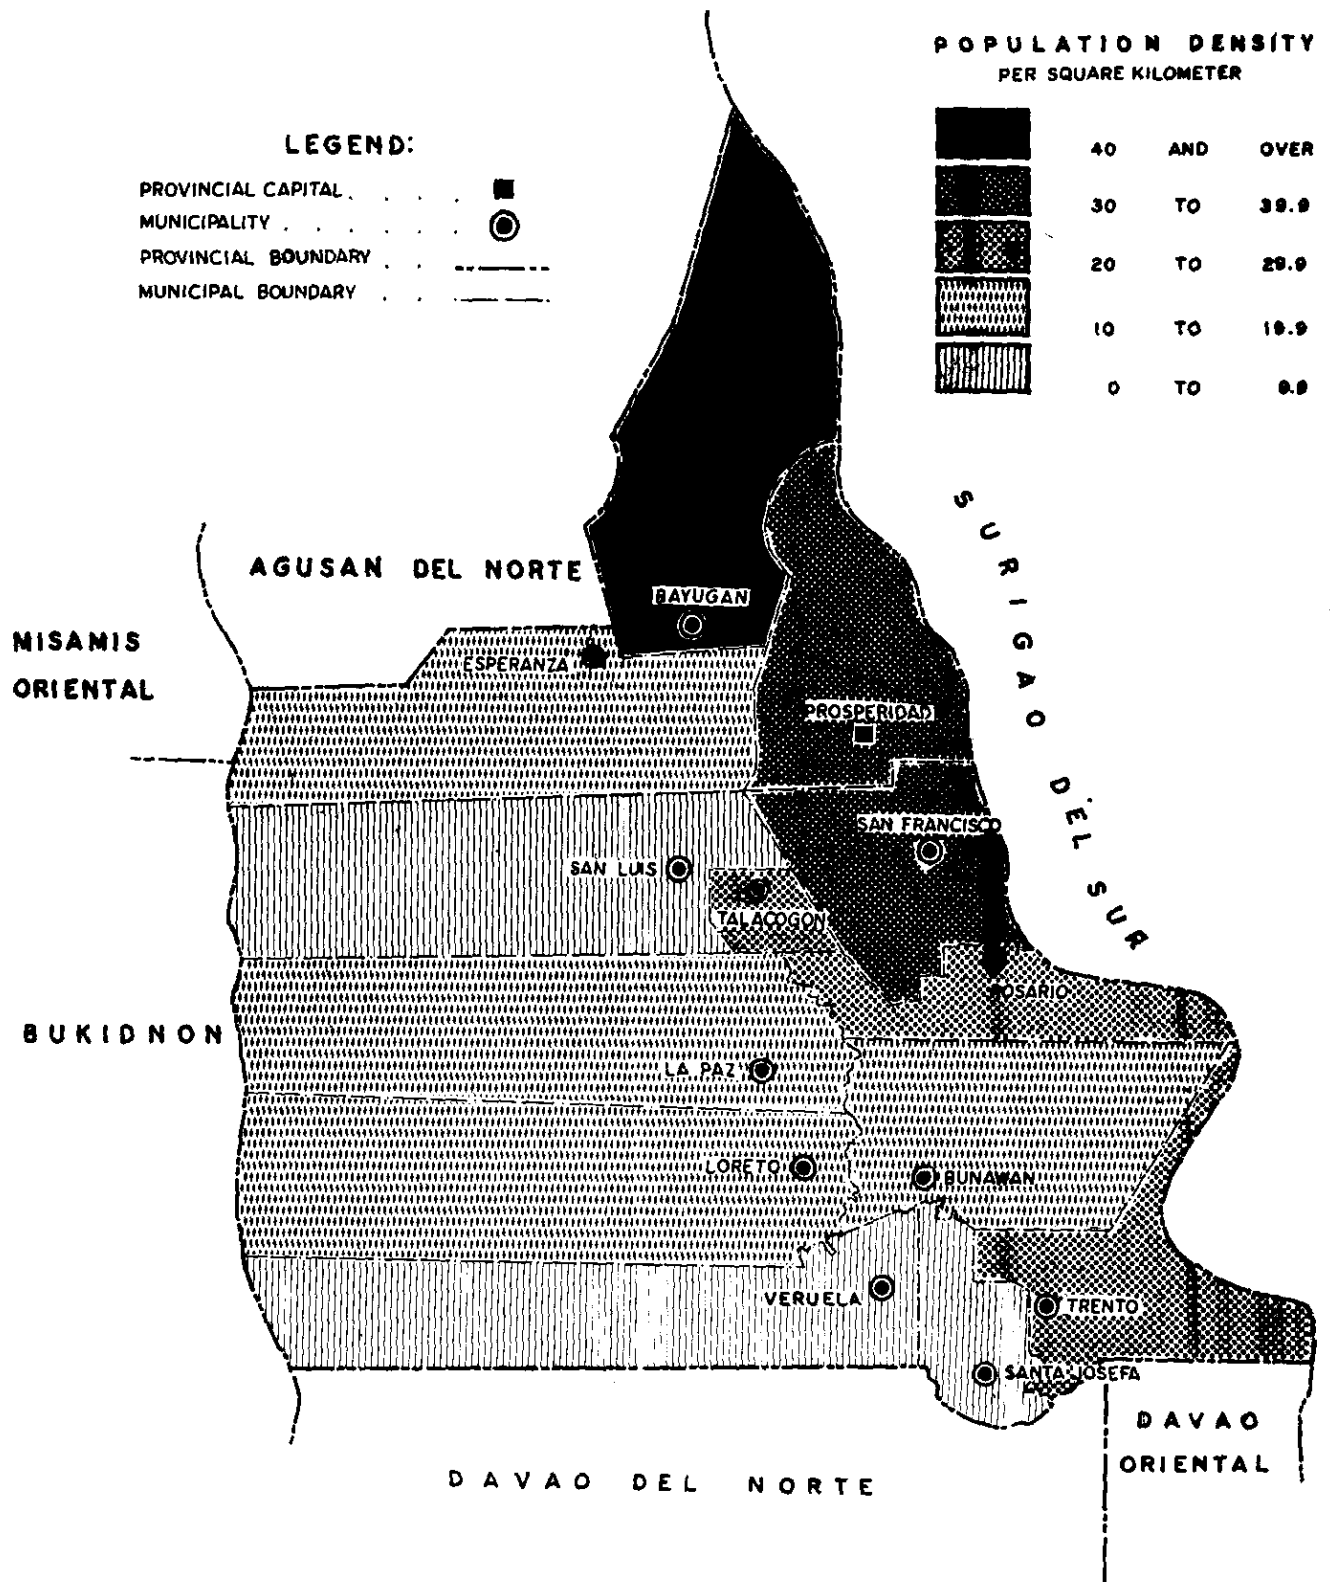 POPULATION DENSITY
PER SQUARE KILOMETER
40 AND OVER
30 TO 39.9
20 TO 29.9
10 TO 19.9
0 TO 9.9
LEGEND:
PROVINCIAL CAPITAL . . . .
MUNICIPALITY . . . . . . .
PROVINCIAL BOUNDARY . .
MUNICIPAL BOUNDARY . . .
AGUSAN DEL NORTE
SURIGAO DEL SUR
MISAMIS
ORIENTAL
BAYUGAN
ESPERANZA
PROSPERIDAD
SAN FRANCISCO
SAN LUIS
TALACOGON
ROSARIO
BUKIDNON
LA PAZ
LORETO
BUNAWAN
VERUELA
TRENTO
SANTA JOSEFA
DAVAO
ORIENTAL
DAVAO DEL NORTE